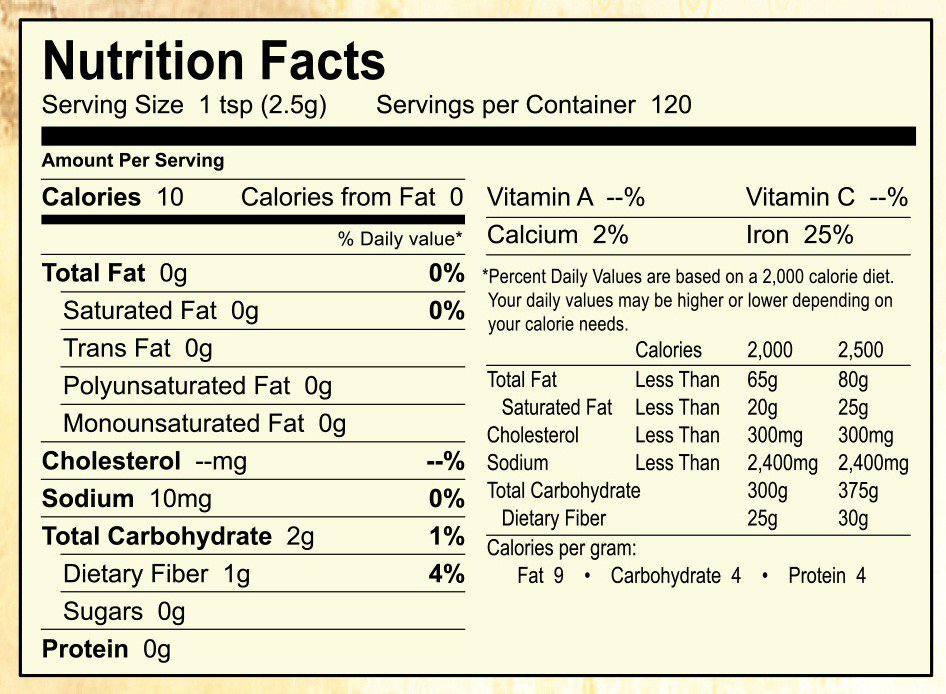 Nutrition Facts
Serving Size 1 tsp (2.5g) Servings per Container 120
Amount Per Serving
Calories 10 Calories from Fat 0
% Daily value*
Total Fat 0g 0%
Saturated Fat 0g 0%
Trans Fat 0g
Polyunsaturated Fat 0g
Monounsaturated Fat 0g
Cholesterol --mg --%
Sodium 10mg 0%
Total Carbohydrate 2g 1%
Dietary Fiber 1g 4%
Sugars 0g
Protein 0g
Vitamin A --% Vitamin C --%
Calcium 2% Iron 25%
*Percent Daily Values are based on a 2,000 calorie diet.
Your daily values may be higher or lower depending on
your calorie needs.
Calories 2,000 2,500
Total Fat Less Than 65g 80g
Saturated Fat Less Than 20g 25g
Cholesterol Less Than 300mg 300mg
Sodium Less Than 2,400mg 2,400mg
Total Carbohydrate 300g 375g
Dietary Fiber 25g 30g
Calories per gram:
Fat 9 • Carbohydrate 4 • Protein 4